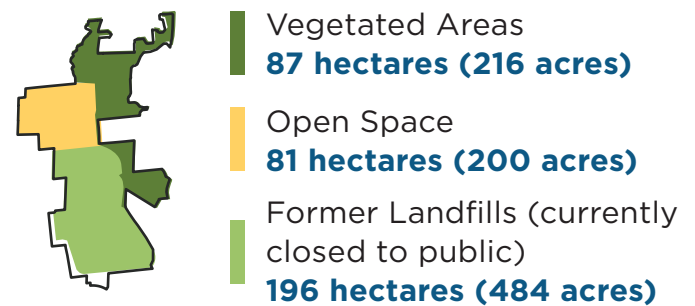 Vegetated Areas
87 hectares (216 acres)
Open Space
81 hectares (200 acres)
Former Landfills (currently
closed to public)
196 hectares (484 acres)